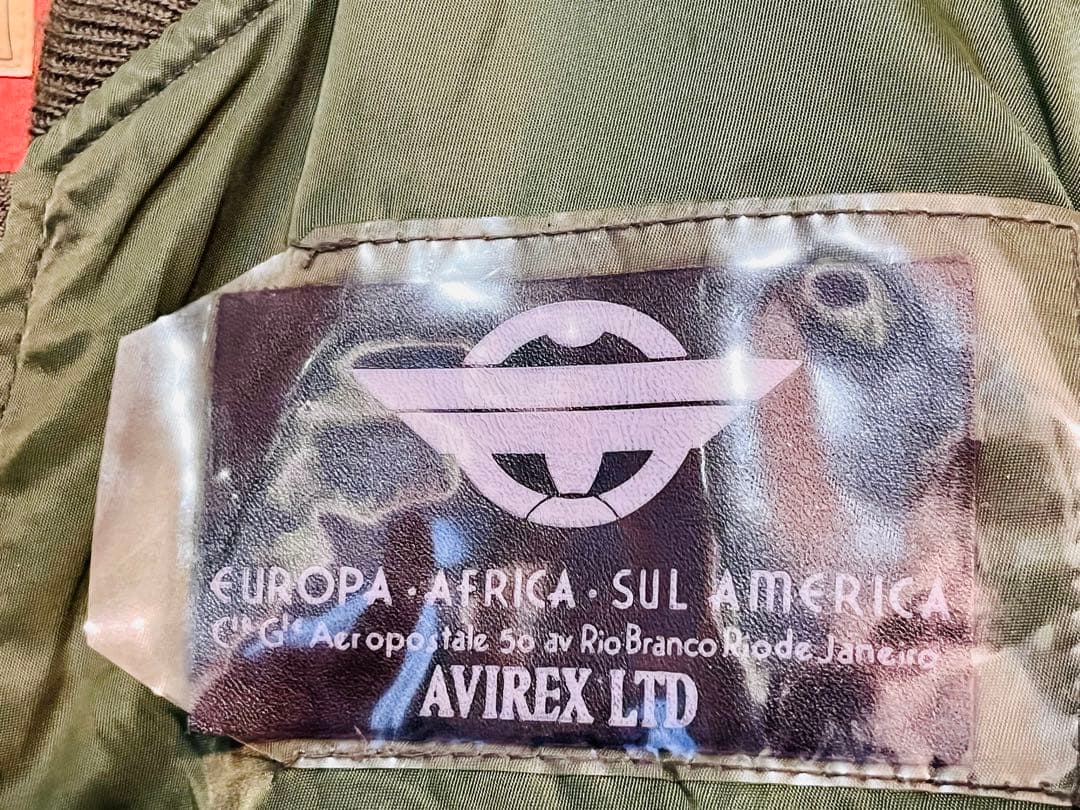 EUROPA · AFRICA · SUL AMERICA
Cie Gle Aeropostale 50 av Rio Branco Rio de Janeiro
AVIREX LTD